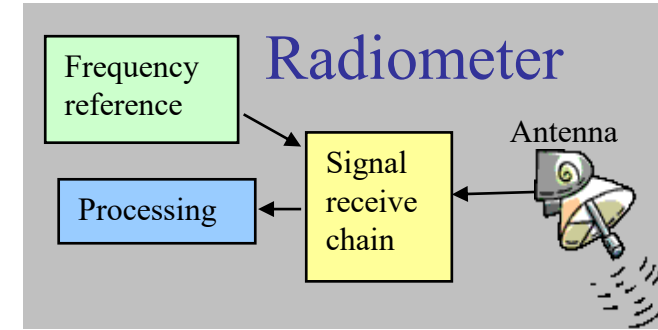 Radiometer
Frequency
reference
Antenna
Signal
receive
chain
Processing